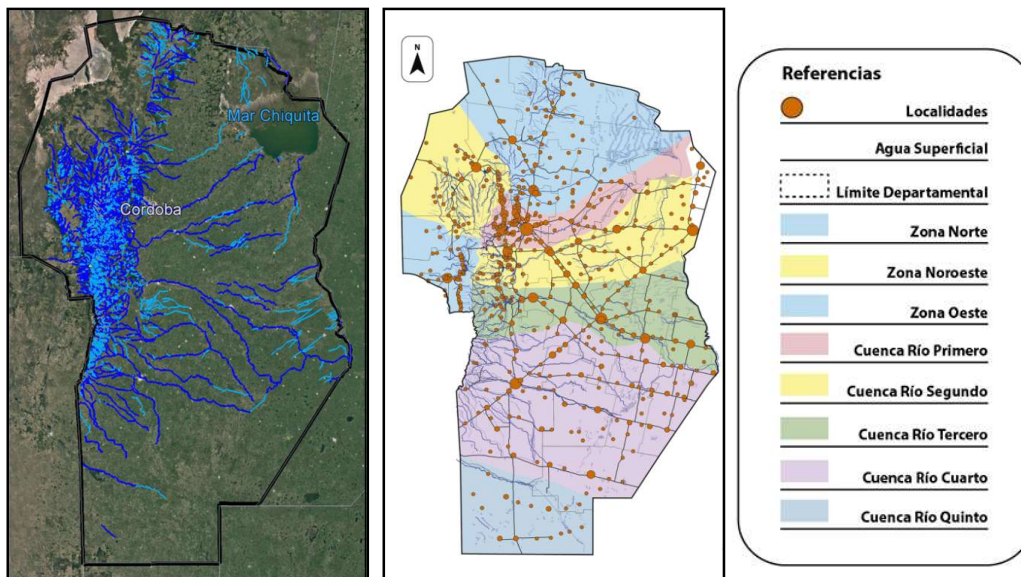 Mar Chiquita
Cordoba
N
Referencias
Localidades
Agua Superficial
Límite Departamental
Zona Norte
Zona Noroeste
Zona Oeste
Cuenca Río Primero
Cuenca Río Segundo
Cuenca Río Tercero
Cuenca Río Cuarto
Cuenca Río Quinto